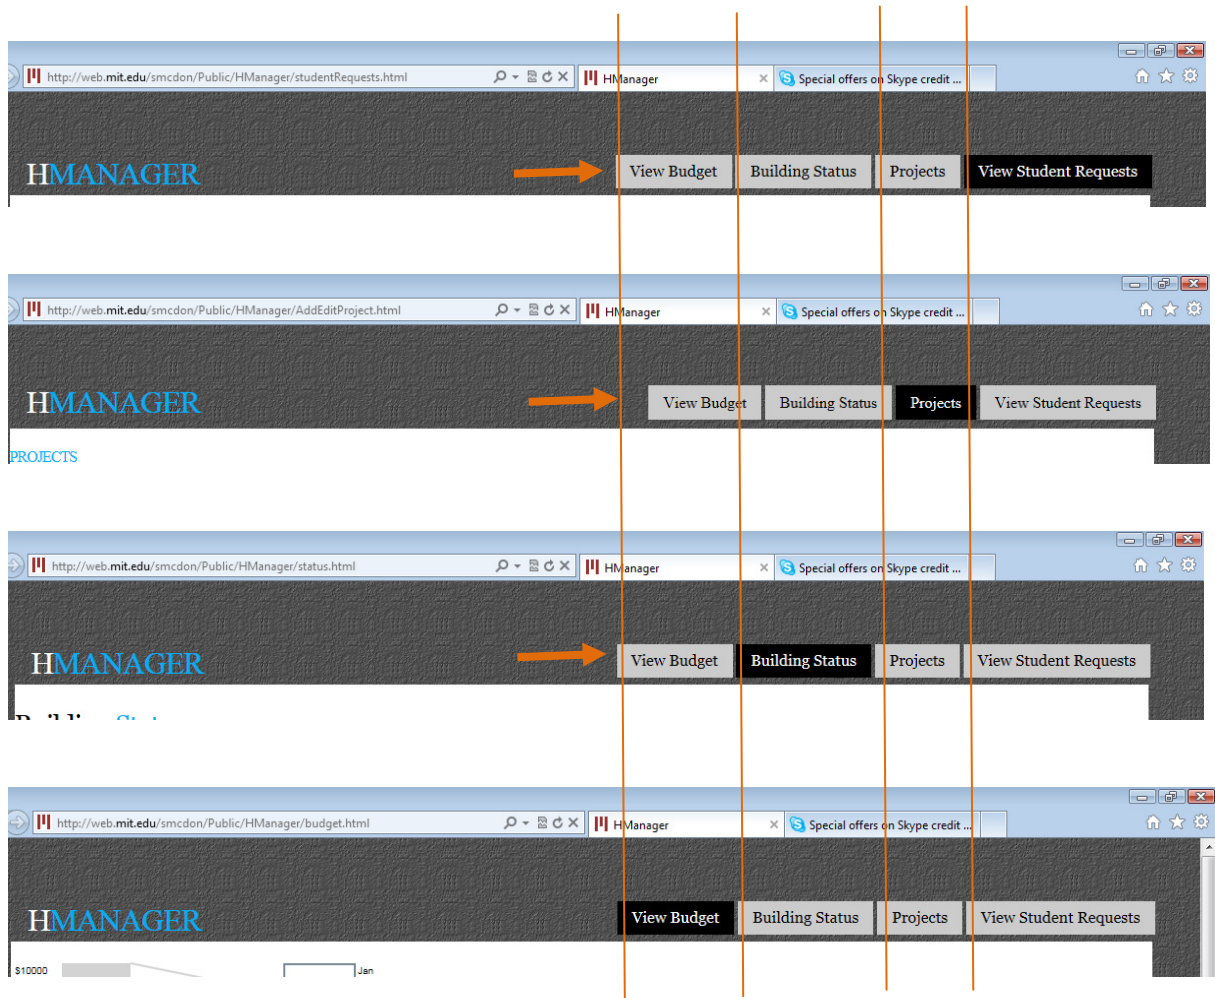 http://web.mit.edu/smcdon/Public/HManager/studentRequests.html HManager Special offers on Skype credit ...
HMANAGER View Budget Building Status Projects View Student Requests
http://web.mit.edu/smcdon/Public/HManager/AddEditProject.html HManager Special offers on Skype credit ...
HMANAGER View Budget Building Status Projects View Student Requests
PROJECTS
http://web.mit.edu/smcdon/Public/HManager/status.html HManager Special offers on Skype credit ...
HMANAGER View Budget Building Status Projects View Student Requests
Building Status
http://web.mit.edu/smcdon/Public/HManager/budget.html HManager Special offers on Skype credit ...
HMANAGER View Budget Building Status Projects View Student Requests
$10000 Jan